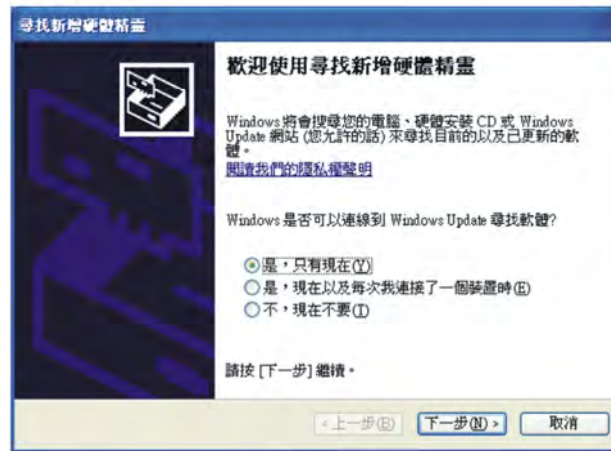 尋找新增硬體精靈
歡迎使用尋找新增硬體精靈
Windows 將會搜尋您的電腦、硬體安裝 CD 或 Windows
Update 網站 (您允許的話) 來尋找目前的以及已更新的軟
體。
閱讀我們的隱私權聲明
Windows 是否可以連線到 Windows Update 尋找軟體?
是，只有現在(Y)
是，現在以及每次我連接了一個裝置時(E)
不，現在不要(T)
請按 [下一步] 繼續。
<上一步(B) 下一步(N)> 取消